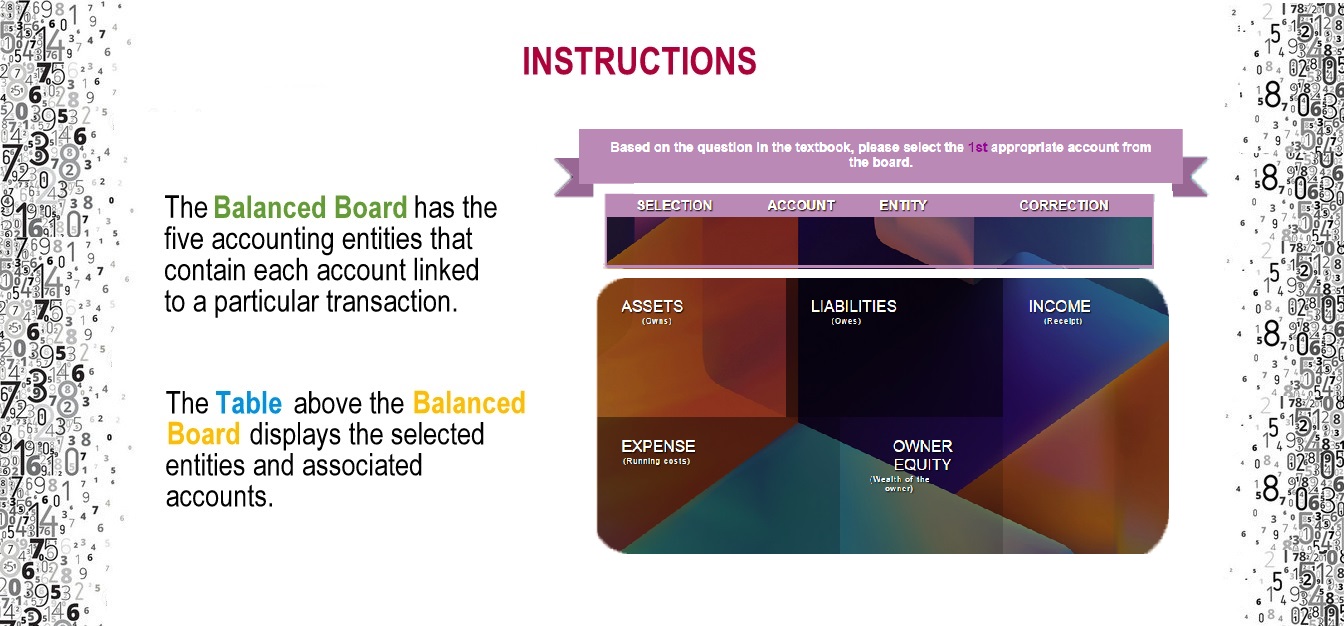 INSTRUCTIONS
The Balanced Board has the
five accounting entities that
contain each account linked
to a particular transaction.
The Table above the Balanced
Board displays the selected
entities and associated
accounts.
Based on the question in the textbook, please select the 1st appropriate account from
the board.
SELECTION ACCOUNT ENTITY CORRECTION
ASSETS
(Owns)
LIABILITIES
(Owes)
INCOME
(Receipt)
EXPENSE
(Running costs)
OWNER
EQUITY
(Wealth of the
owner)